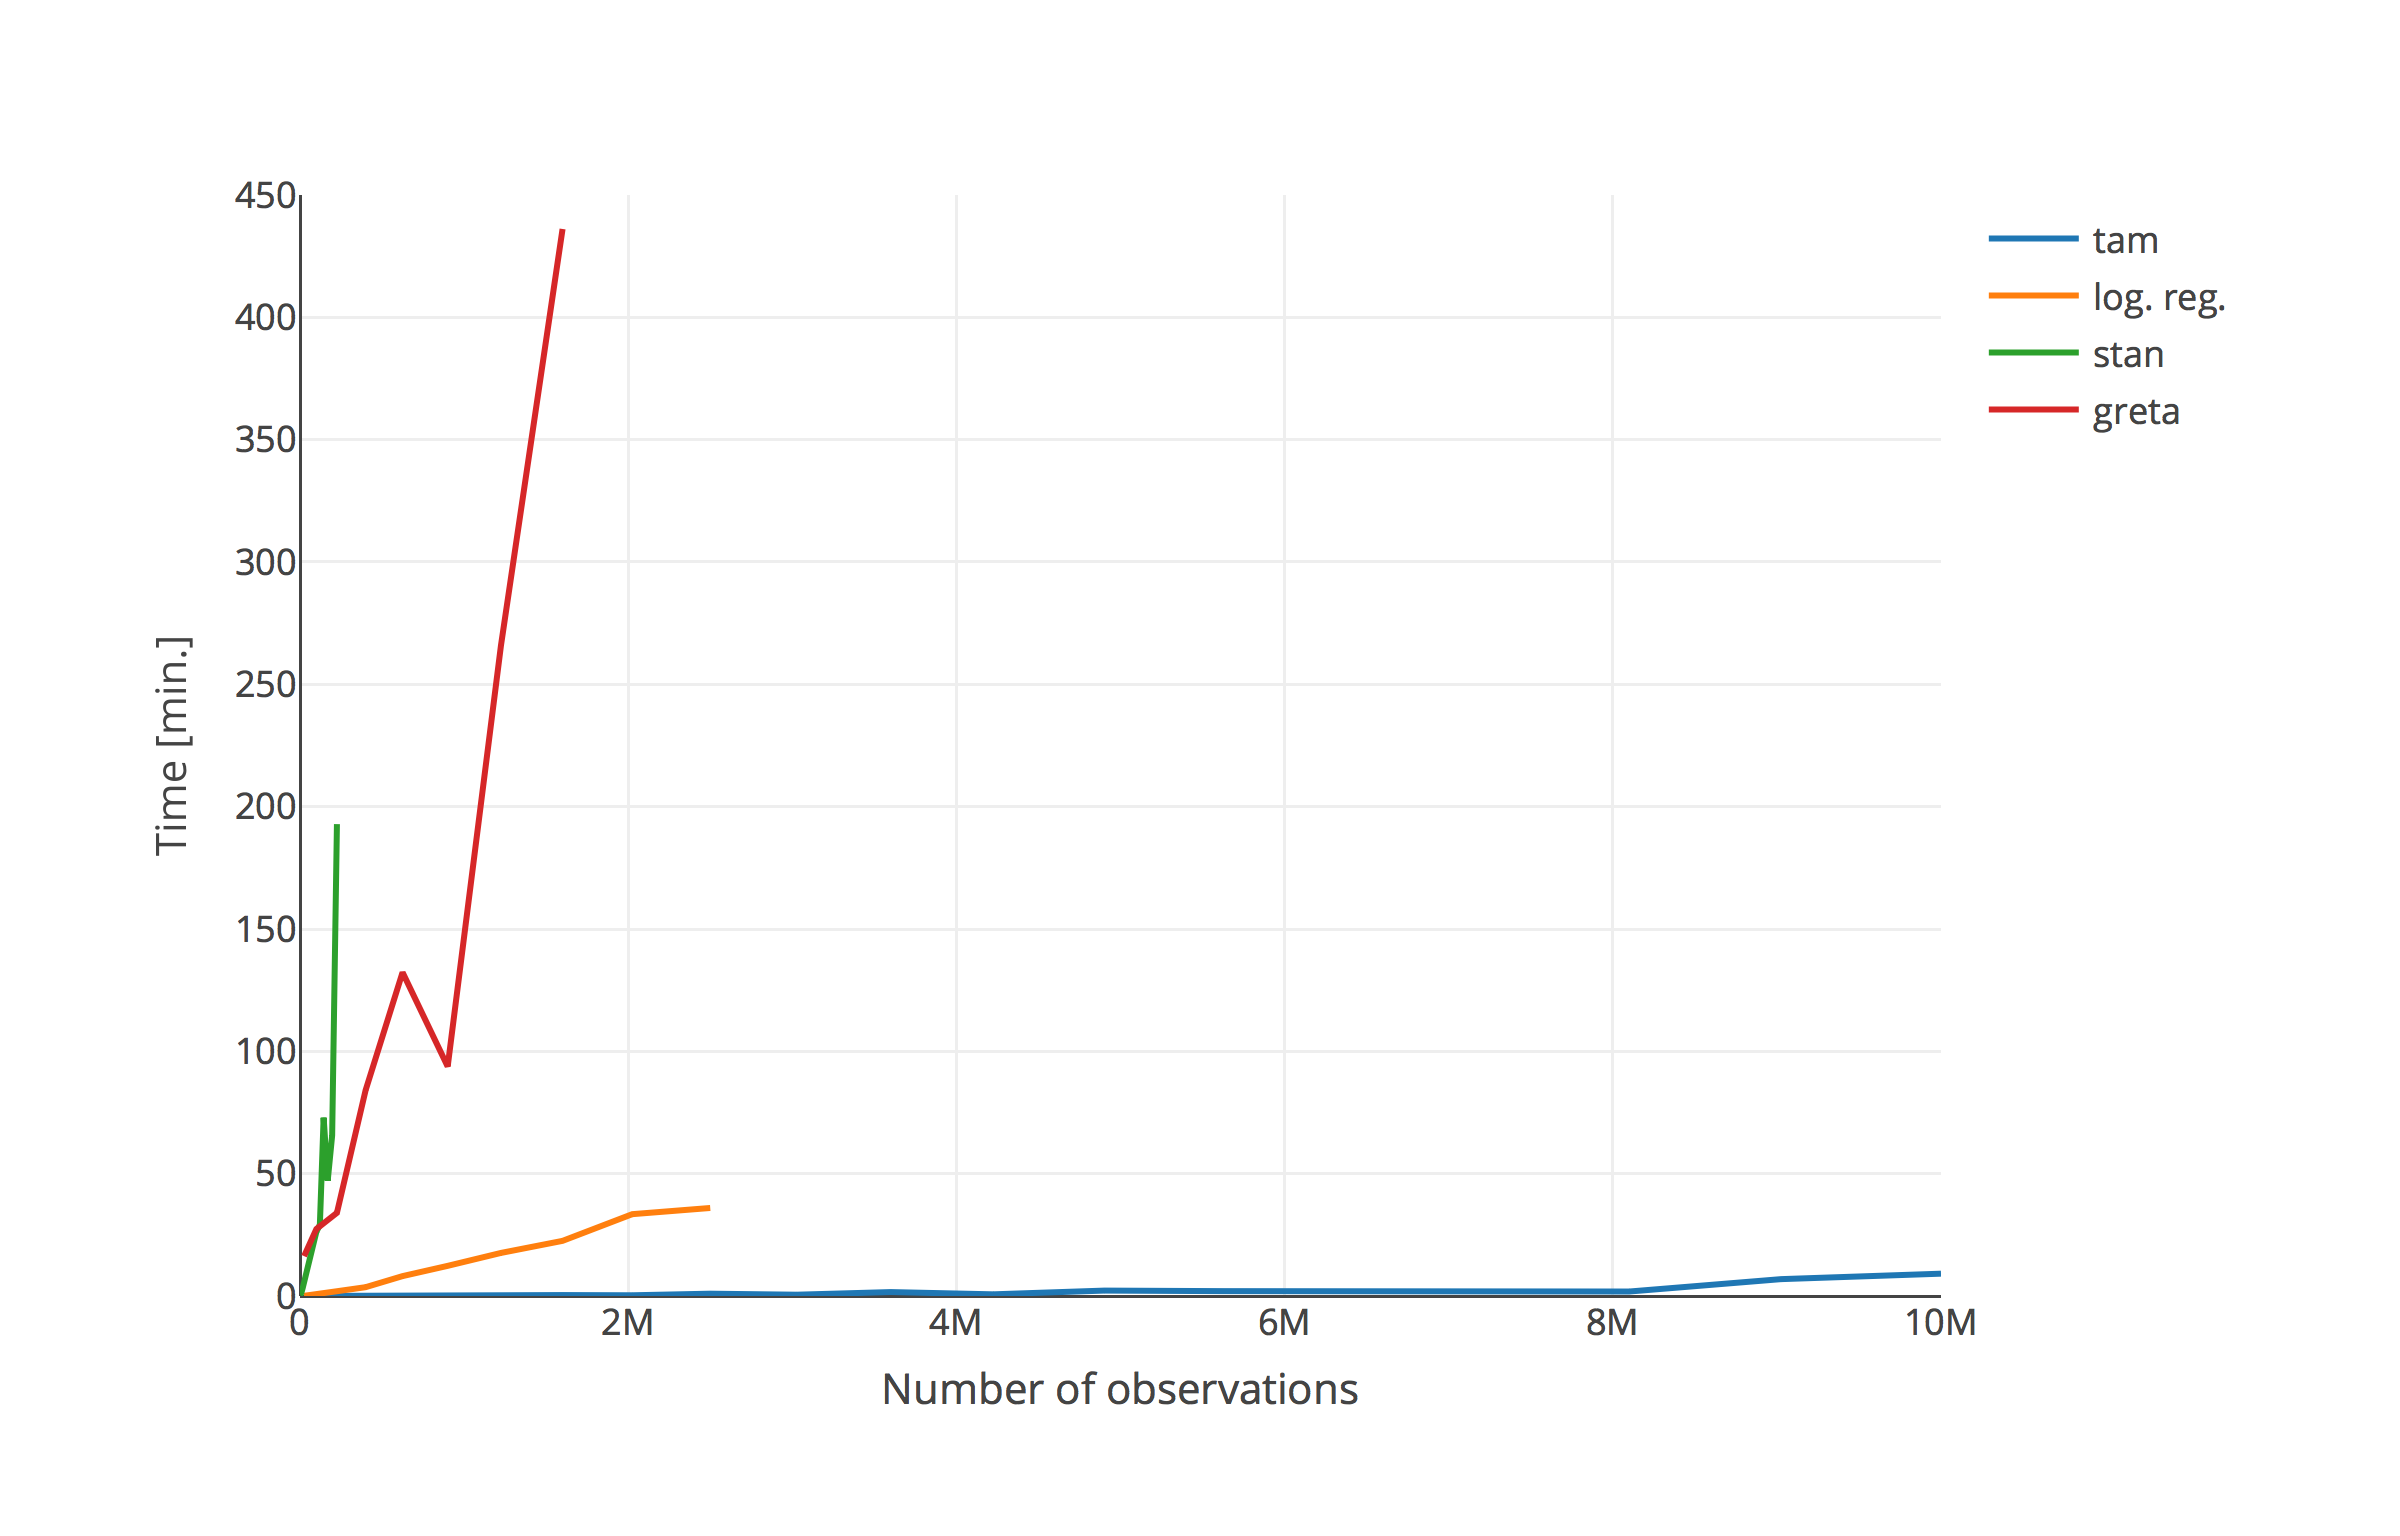 450
400
350
300
250
200
150
100
50
0
Time [min.]
0 2M 4M 6M 8M 10M
Number of observations
tam
log. reg.
stan
greta